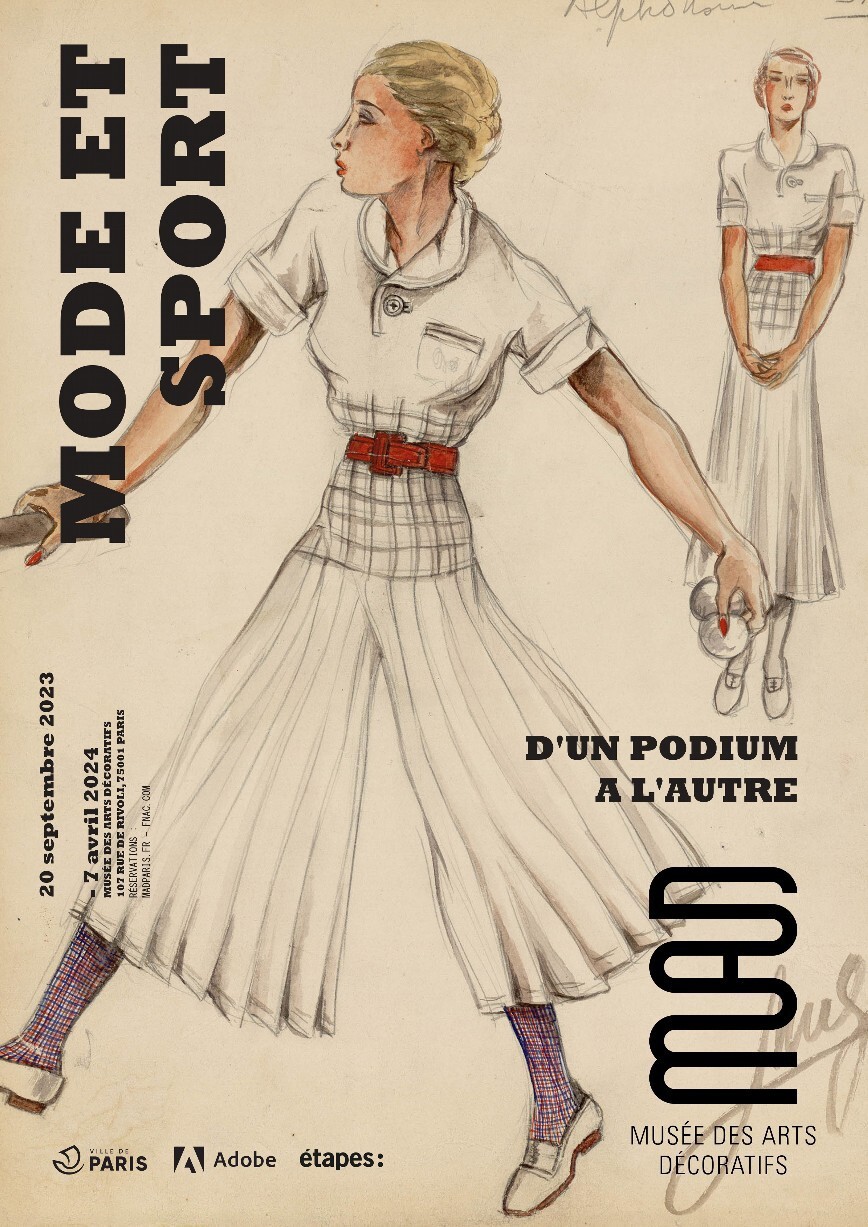 MODE ET
SPORT
20 septembre 2023
- 7 avril 2024
MUSÉE DES ARTS DÉCORATIFS
107 RUE DE RIVOLI, 75001 PARIS
RÉSERVATIONS :
MADPARIS.FR - FNAC.COM
D'UN PODIUM
A L'AUTRE
MAD
MUSÉE DES ARTS
DÉCORATIFS
VILLE DE
PARIS
Adobe
étapes: